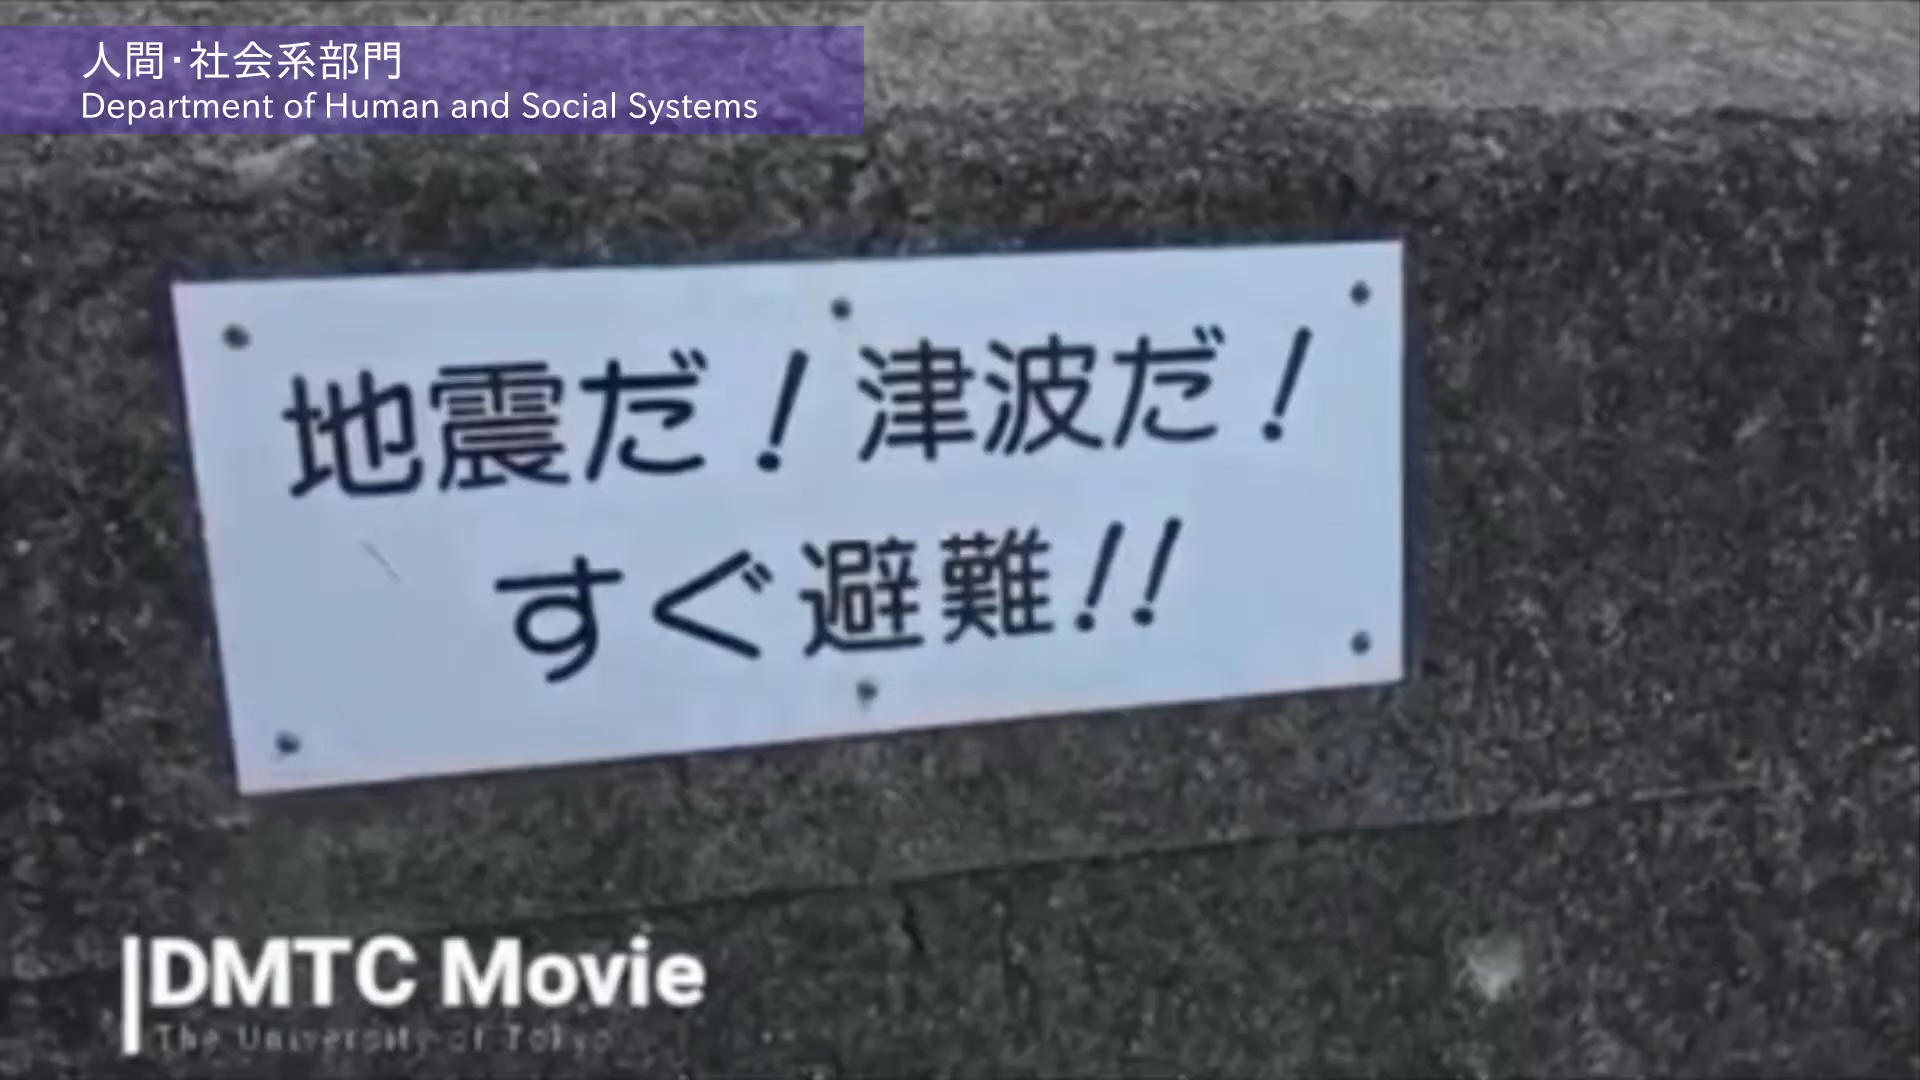 人間・社会系部門
Department of Human and Social Systems
地震だ！津波だ！
すぐ避難!!
DMTC Movie
The University of Tokyo